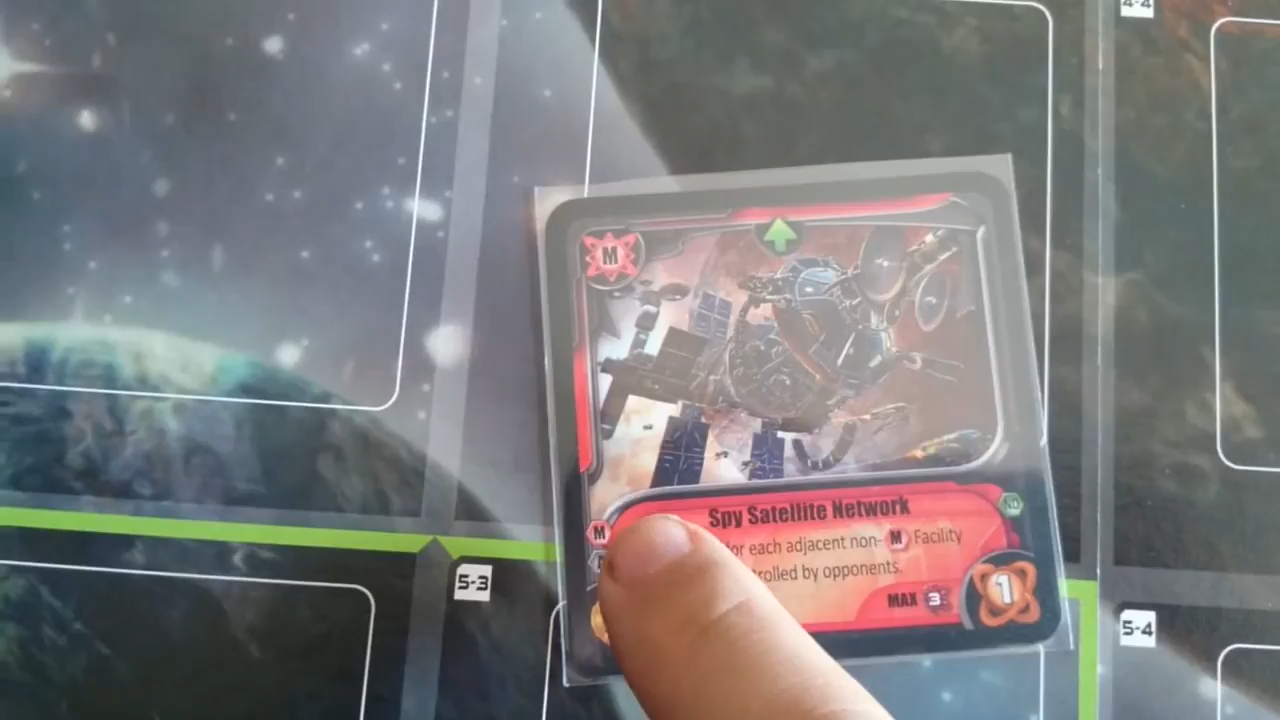 4-4
M
Spy Satellite Network
M
for each adjacent non- M Facility
controlled by opponents.
MAX 3
1
5-3
5-4